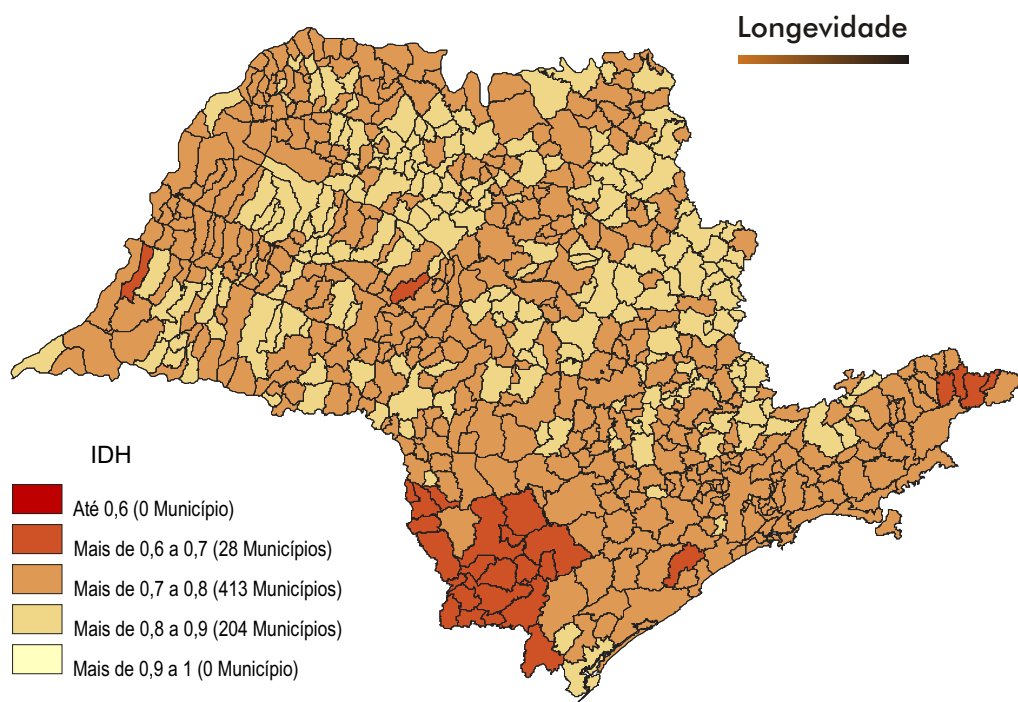 Longevidade
IDH
Até 0,6 (0 Município)
Mais de 0,6 a 0,7 (28 Municípios)
Mais de 0,7 a 0,8 (413 Municípios)
Mais de 0,8 a 0,9 (204 Municípios)
Mais de 0,9 a 1 (0 Município)